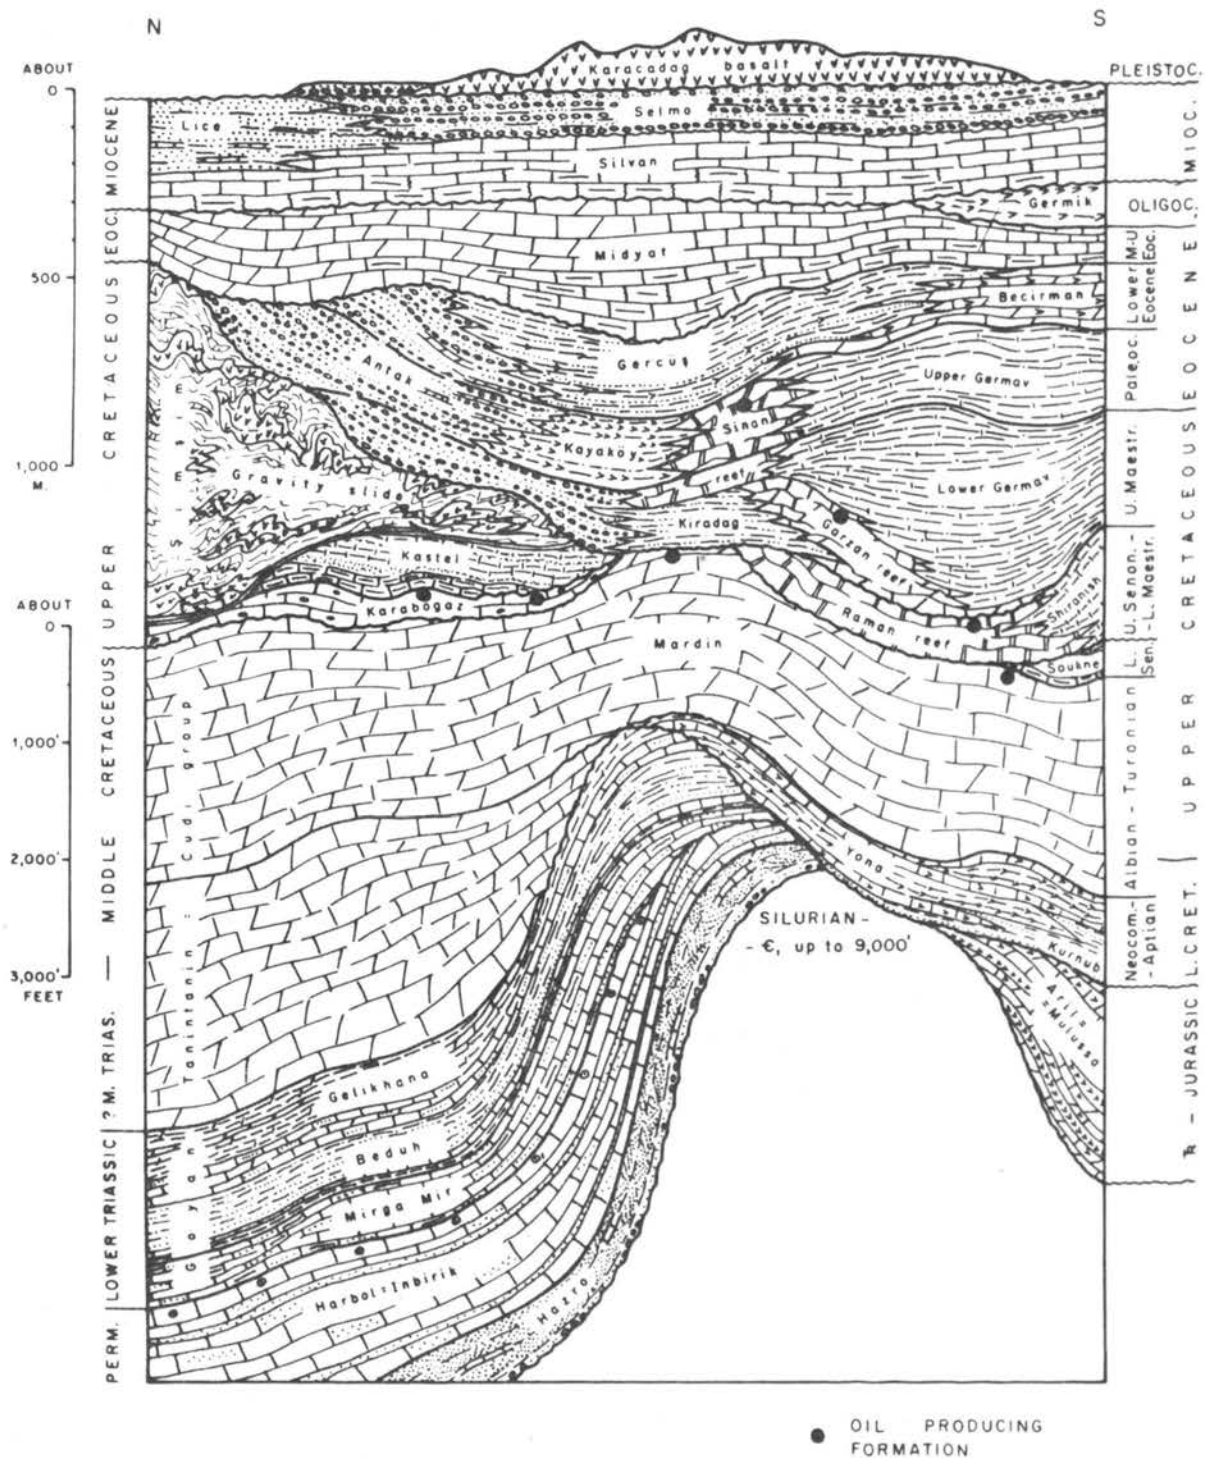 N
S
ABOUT
0
500
1,000
M.
ABOUT
0
1,000'
2,000'
3,000'
FEET
MIOCENE
EOC.
CRETACEOUS
UPPER
CRETACEOUS
MIDDLE
?M. TRIAS.
LOWER TRIASSIC
PERM.
Karacadag basalt
Lice
Selmo
Silvan
Germik
Midyat
Becirman
Gercuş
Antak
Upper Germav
Sinan
Kayaköy
reef
Gravity slide
Lower Germav
Kiradag
Garzan reef
Kastel
Karabogaz
Raman reef
Shiranish
Mardin
Soukne
Cudi group
Yona
SILURIAN -
- Є, up to 9,000'
Kurnub
Aril =
Mulussa
Tanintanin
Gelikhana
Goyan
Beduh
Mirga Mir
Harbol = Inbirik
Hazro
PLEISTOC.
MIOC.
OLIGOC.
M-U
Eoc.
Lower
Eocene
EOCENE
Paleoc.
U. Maestr.
CRETACEOUS
U. Senon. -
- L. Maestr.
L.
Sen.
UPPER
Albian - Turonian
Neocom. -
- Aptian
L. CRET.
Ꞧ - JURASSIC
OIL PRODUCING
FORMATION